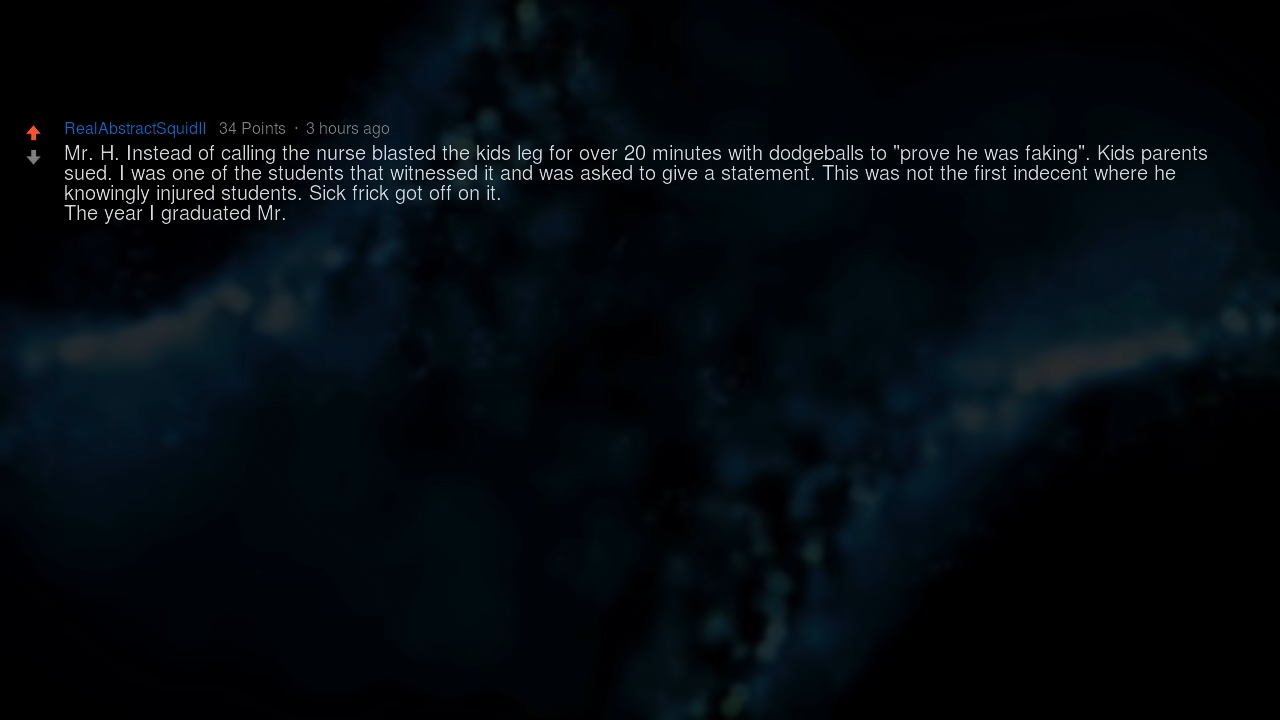 RealAbstractSquidII 34 Points · 3 hours ago
Mr. H. Instead of calling the nurse blasted the kids leg for over 20 minutes with dodgeballs to "prove he was faking". Kids parents
sued. I was one of the students that witnessed it and was asked to give a statement. This was not the first indecent where he
knowingly injured students. Sick frick got off on it.
The year I graduated Mr.